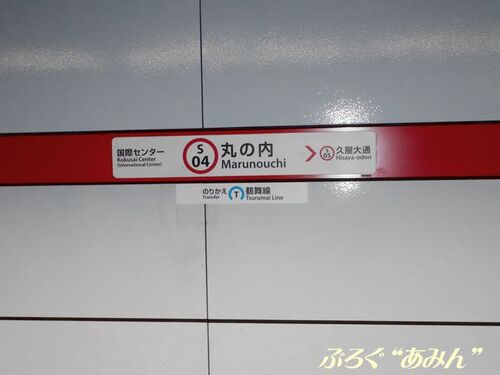 国際センター
Kokusai Center
(International Center)
S
04
丸の内
Marunouchi
S
05
久屋大通
Hisaya-odori
のりかえ
Transfer
T
鶴舞線
Tsurumai Line
ぶろぐ“あみん”